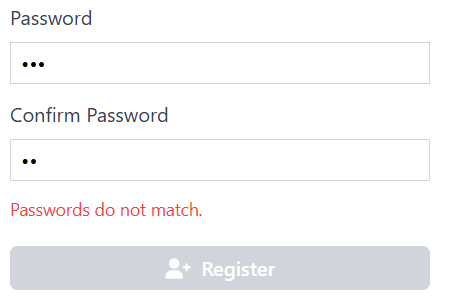 Password
•••
Confirm Password
••
Passwords do not match.
Register